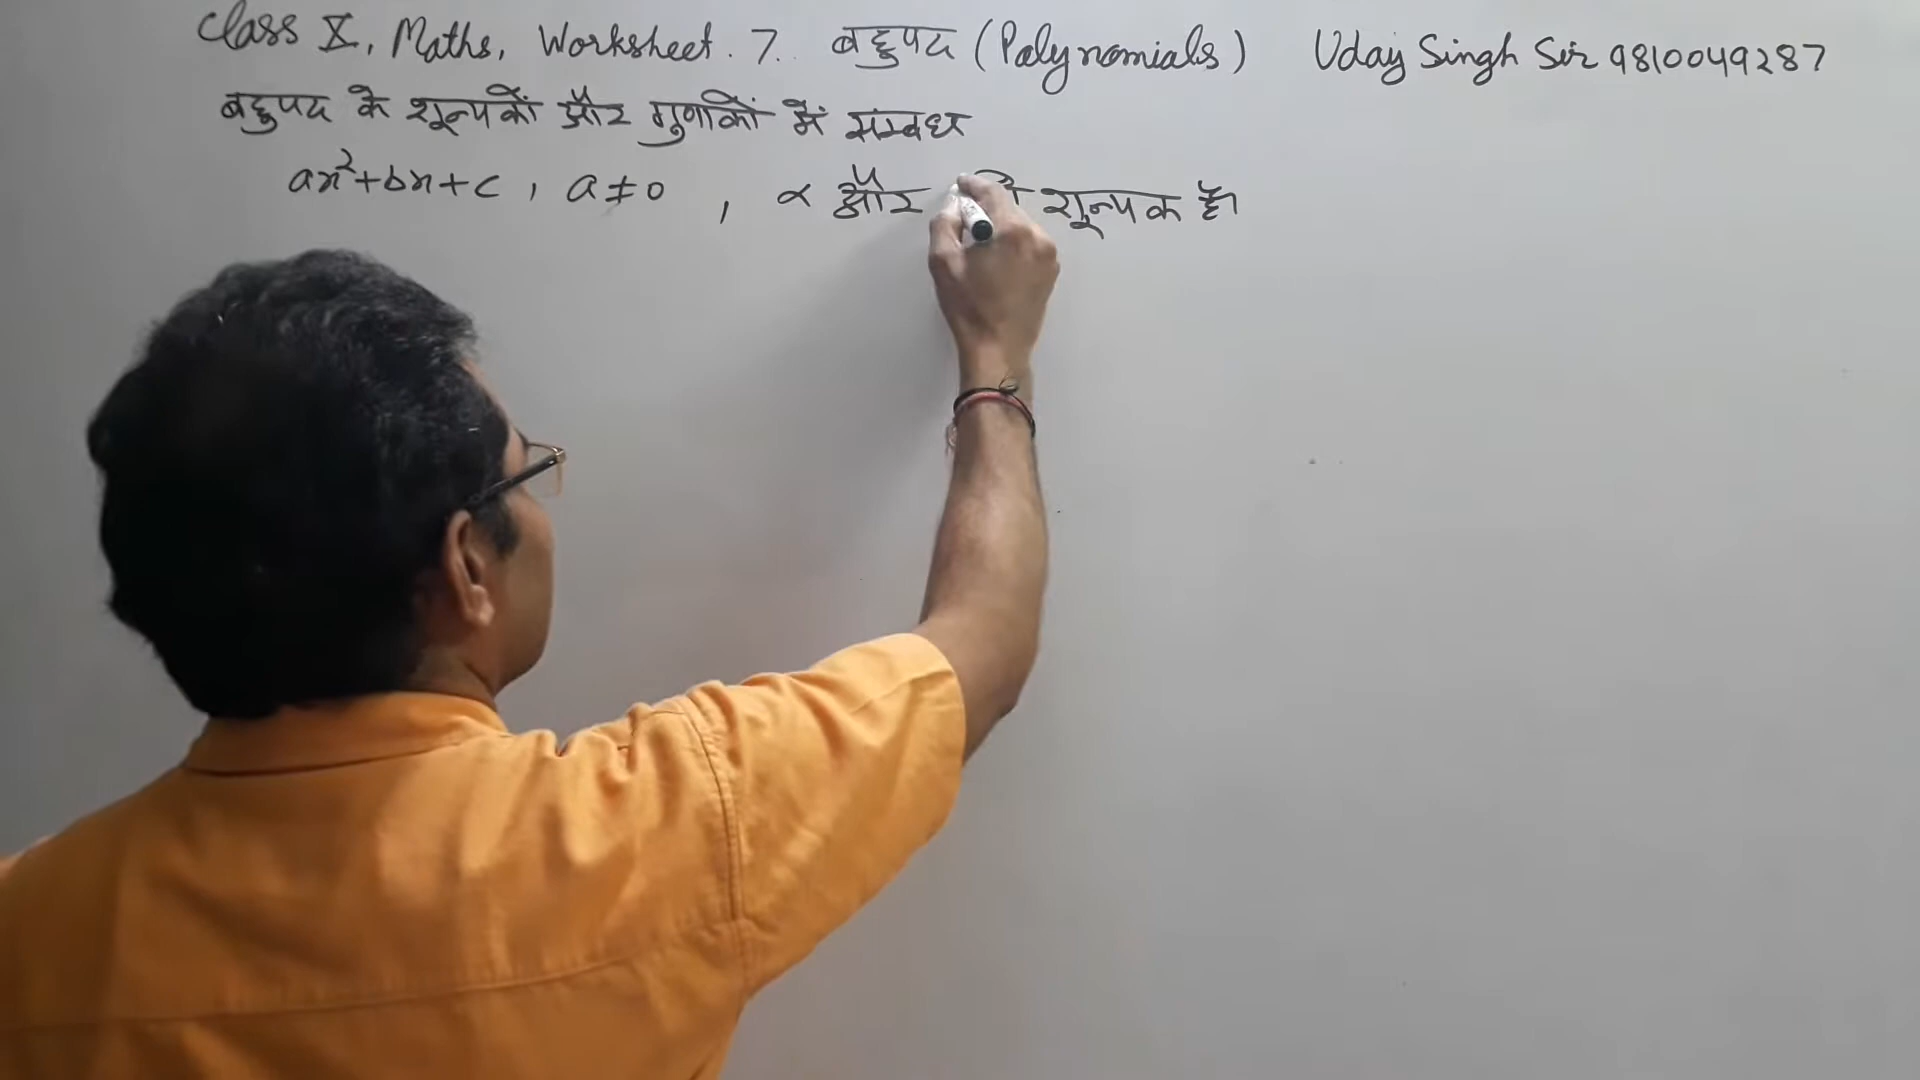 Class X, Maths, Worksheet. 7. बहुपद (Polynomials) Uday Singh Sir 9810049287
बहुपद के शून्यकों और गुणांकों में संम्बध
ax²+bx+c, a≠0, α और शून्यक है।